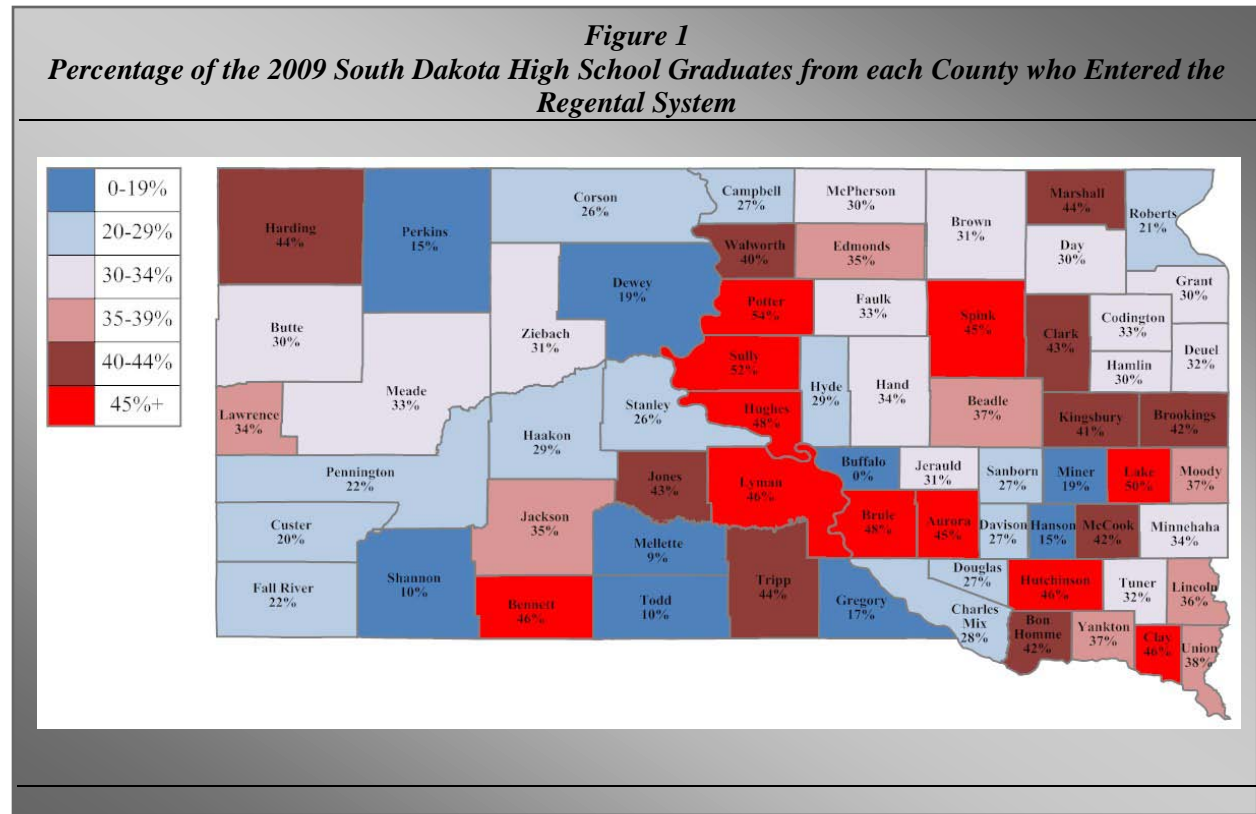 Figure 1
Percentage of the 2009 South Dakota High School Graduates from each County who Entered the
Regental System
0-19%
20-29%
30-34%
35-39%
40-44%
45%+
Harding
44%
Perkins
15%
Corson
26%
Campbell
27%
McPherson
30%
Brown
31%
Marshall
44%
Roberts
21%
Walworth
40%
Edmonds
35%
Day
30%
Grant
30%
Butte
30%
Ziebach
31%
Dewey
19%
Potter
54%
Faulk
33%
Spink
45%
Clark
43%
Codington
33%
Deuel
32%
Hamlin
30%
Lawrence
34%
Meade
33%
Sully
52%
Hyde
29%
Hand
34%
Beadle
37%
Kingsbury
41%
Brookings
42%
Stanley
26%
Hughes
48%
Haakon
29%
Pennington
22%
Jones
43%
Lyman
46%
Buffalo
0%
Jerauld
31%
Sanborn
27%
Miner
19%
Lake
50%
Moody
37%
Custer
20%
Jackson
35%
Mellette
9%
Brule
48%
Aurora
45%
Davison
27%
Hanson
15%
McCook
42%
Minnehaha
34%
Fall River
22%
Shannon
10%
Bennett
46%
Todd
10%
Tripp
44%
Gregory
17%
Charles
Mix
28%
Douglas
27%
Hutchinson
46%
Tuner
32%
Lincoln
36%
Bon
Homme
42%
Yankton
37%
Clay
46%
Union
38%